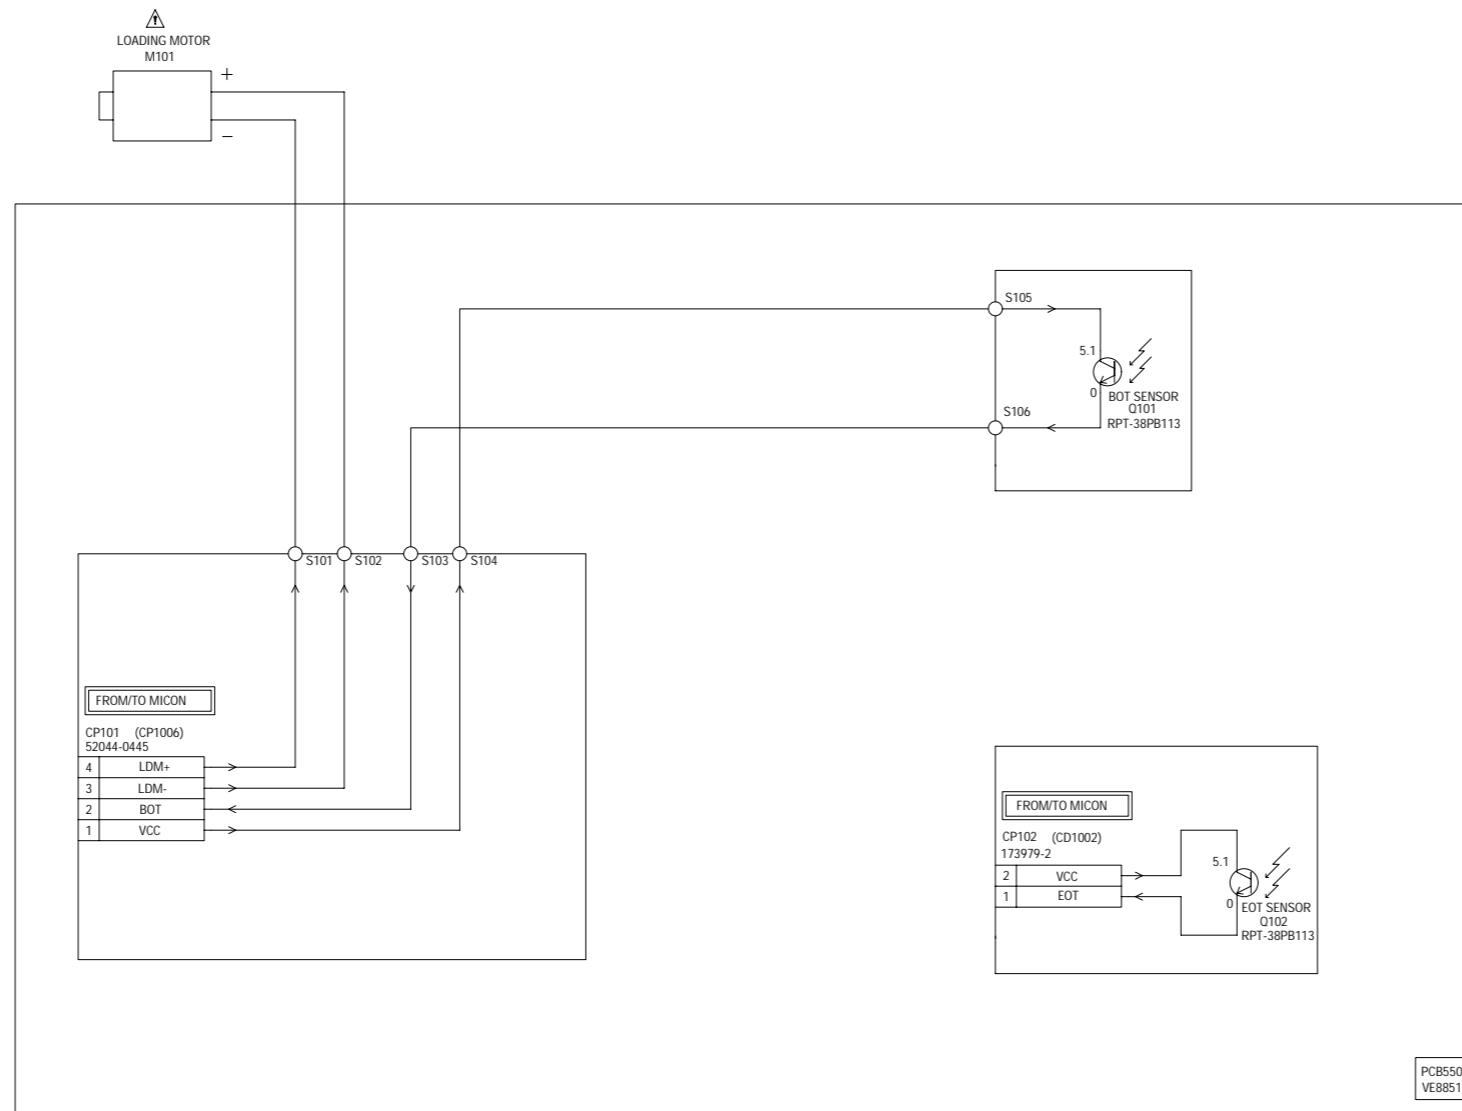 LOADING MOTOR
M101
+
−
S105
5.1
0
BOT SENSOR
Q101
RPT-38PB113
S106
S101
S102
S103
S104
FROM/TO MICON
CP101 (CP1006)
52044-0445
4 LDM+
3 LDM-
2 BOT
1 VCC
FROM/TO MICON
CP102 (CD1002)
173979-2
2 VCC
1 EOT
5.1
0
EOT SENSOR
Q102
RPT-38PB113
PCB550
VE8851